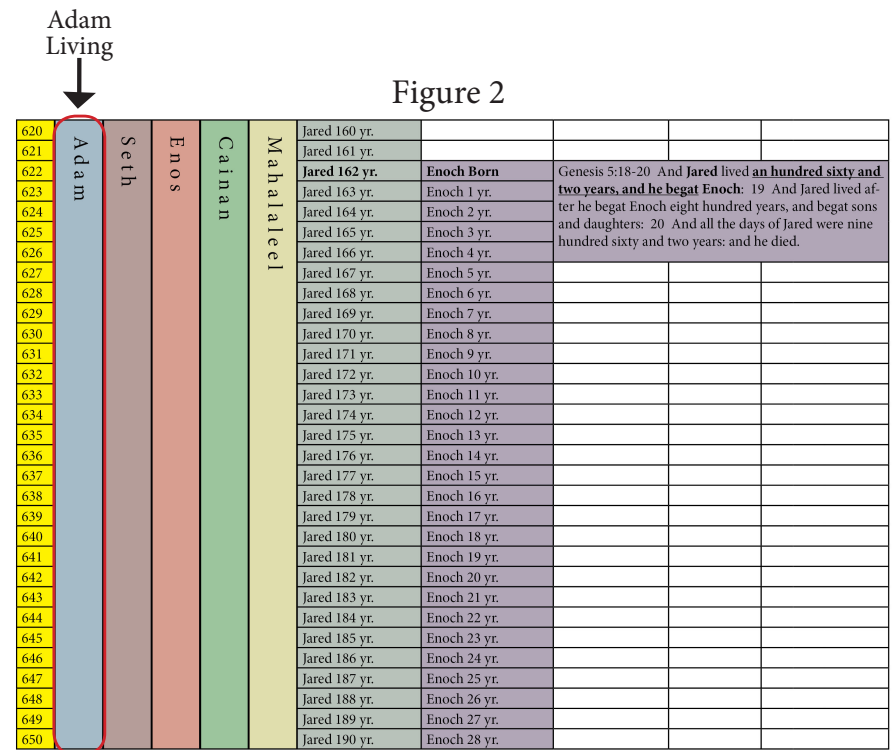 Adam
Living
Figure 2
620 Jared 160 yr.
621 Jared 161 yr.
622 Jared 162 yr. Enoch Born
623 Jared 163 yr. Enoch 1 yr.
624 Jared 164 yr. Enoch 2 yr.
625 Jared 165 yr. Enoch 3 yr.
626 Jared 166 yr. Enoch 4 yr.
627 Jared 167 yr. Enoch 5 yr.
628 Jared 168 yr. Enoch 6 yr.
629 Jared 169 yr. Enoch 7 yr.
630 Jared 170 yr. Enoch 8 yr.
631 Jared 171 yr. Enoch 9 yr.
632 Jared 172 yr. Enoch 10 yr.
633 Jared 173 yr. Enoch 11 yr.
634 Jared 174 yr. Enoch 12 yr.
635 Jared 175 yr. Enoch 13 yr.
636 Jared 176 yr. Enoch 14 yr.
637 Jared 177 yr. Enoch 15 yr.
638 Jared 178 yr. Enoch 16 yr.
639 Jared 179 yr. Enoch 17 yr.
640 Jared 180 yr. Enoch 18 yr.
641 Jared 181 yr. Enoch 19 yr.
642 Jared 182 yr. Enoch 20 yr.
643 Jared 183 yr. Enoch 21 yr.
644 Jared 184 yr. Enoch 22 yr.
645 Jared 185 yr. Enoch 23 yr.
646 Jared 186 yr. Enoch 24 yr.
647 Jared 187 yr. Enoch 25 yr.
648 Jared 188 yr. Enoch 26 yr.
649 Jared 189 yr. Enoch 27 yr.
650 Jared 190 yr. Enoch 28 yr.
Adam
Seth
Enos
Cainan
Mahalaleel
Genesis 5:18-20 And Jared lived an hundred sixty and
two years, and he begat Enoch: 19 And Jared lived af-
ter he begat Enoch eight hundred years, and begat sons
and daughters: 20 And all the days of Jared were nine
hundred sixty and two years: and he died.